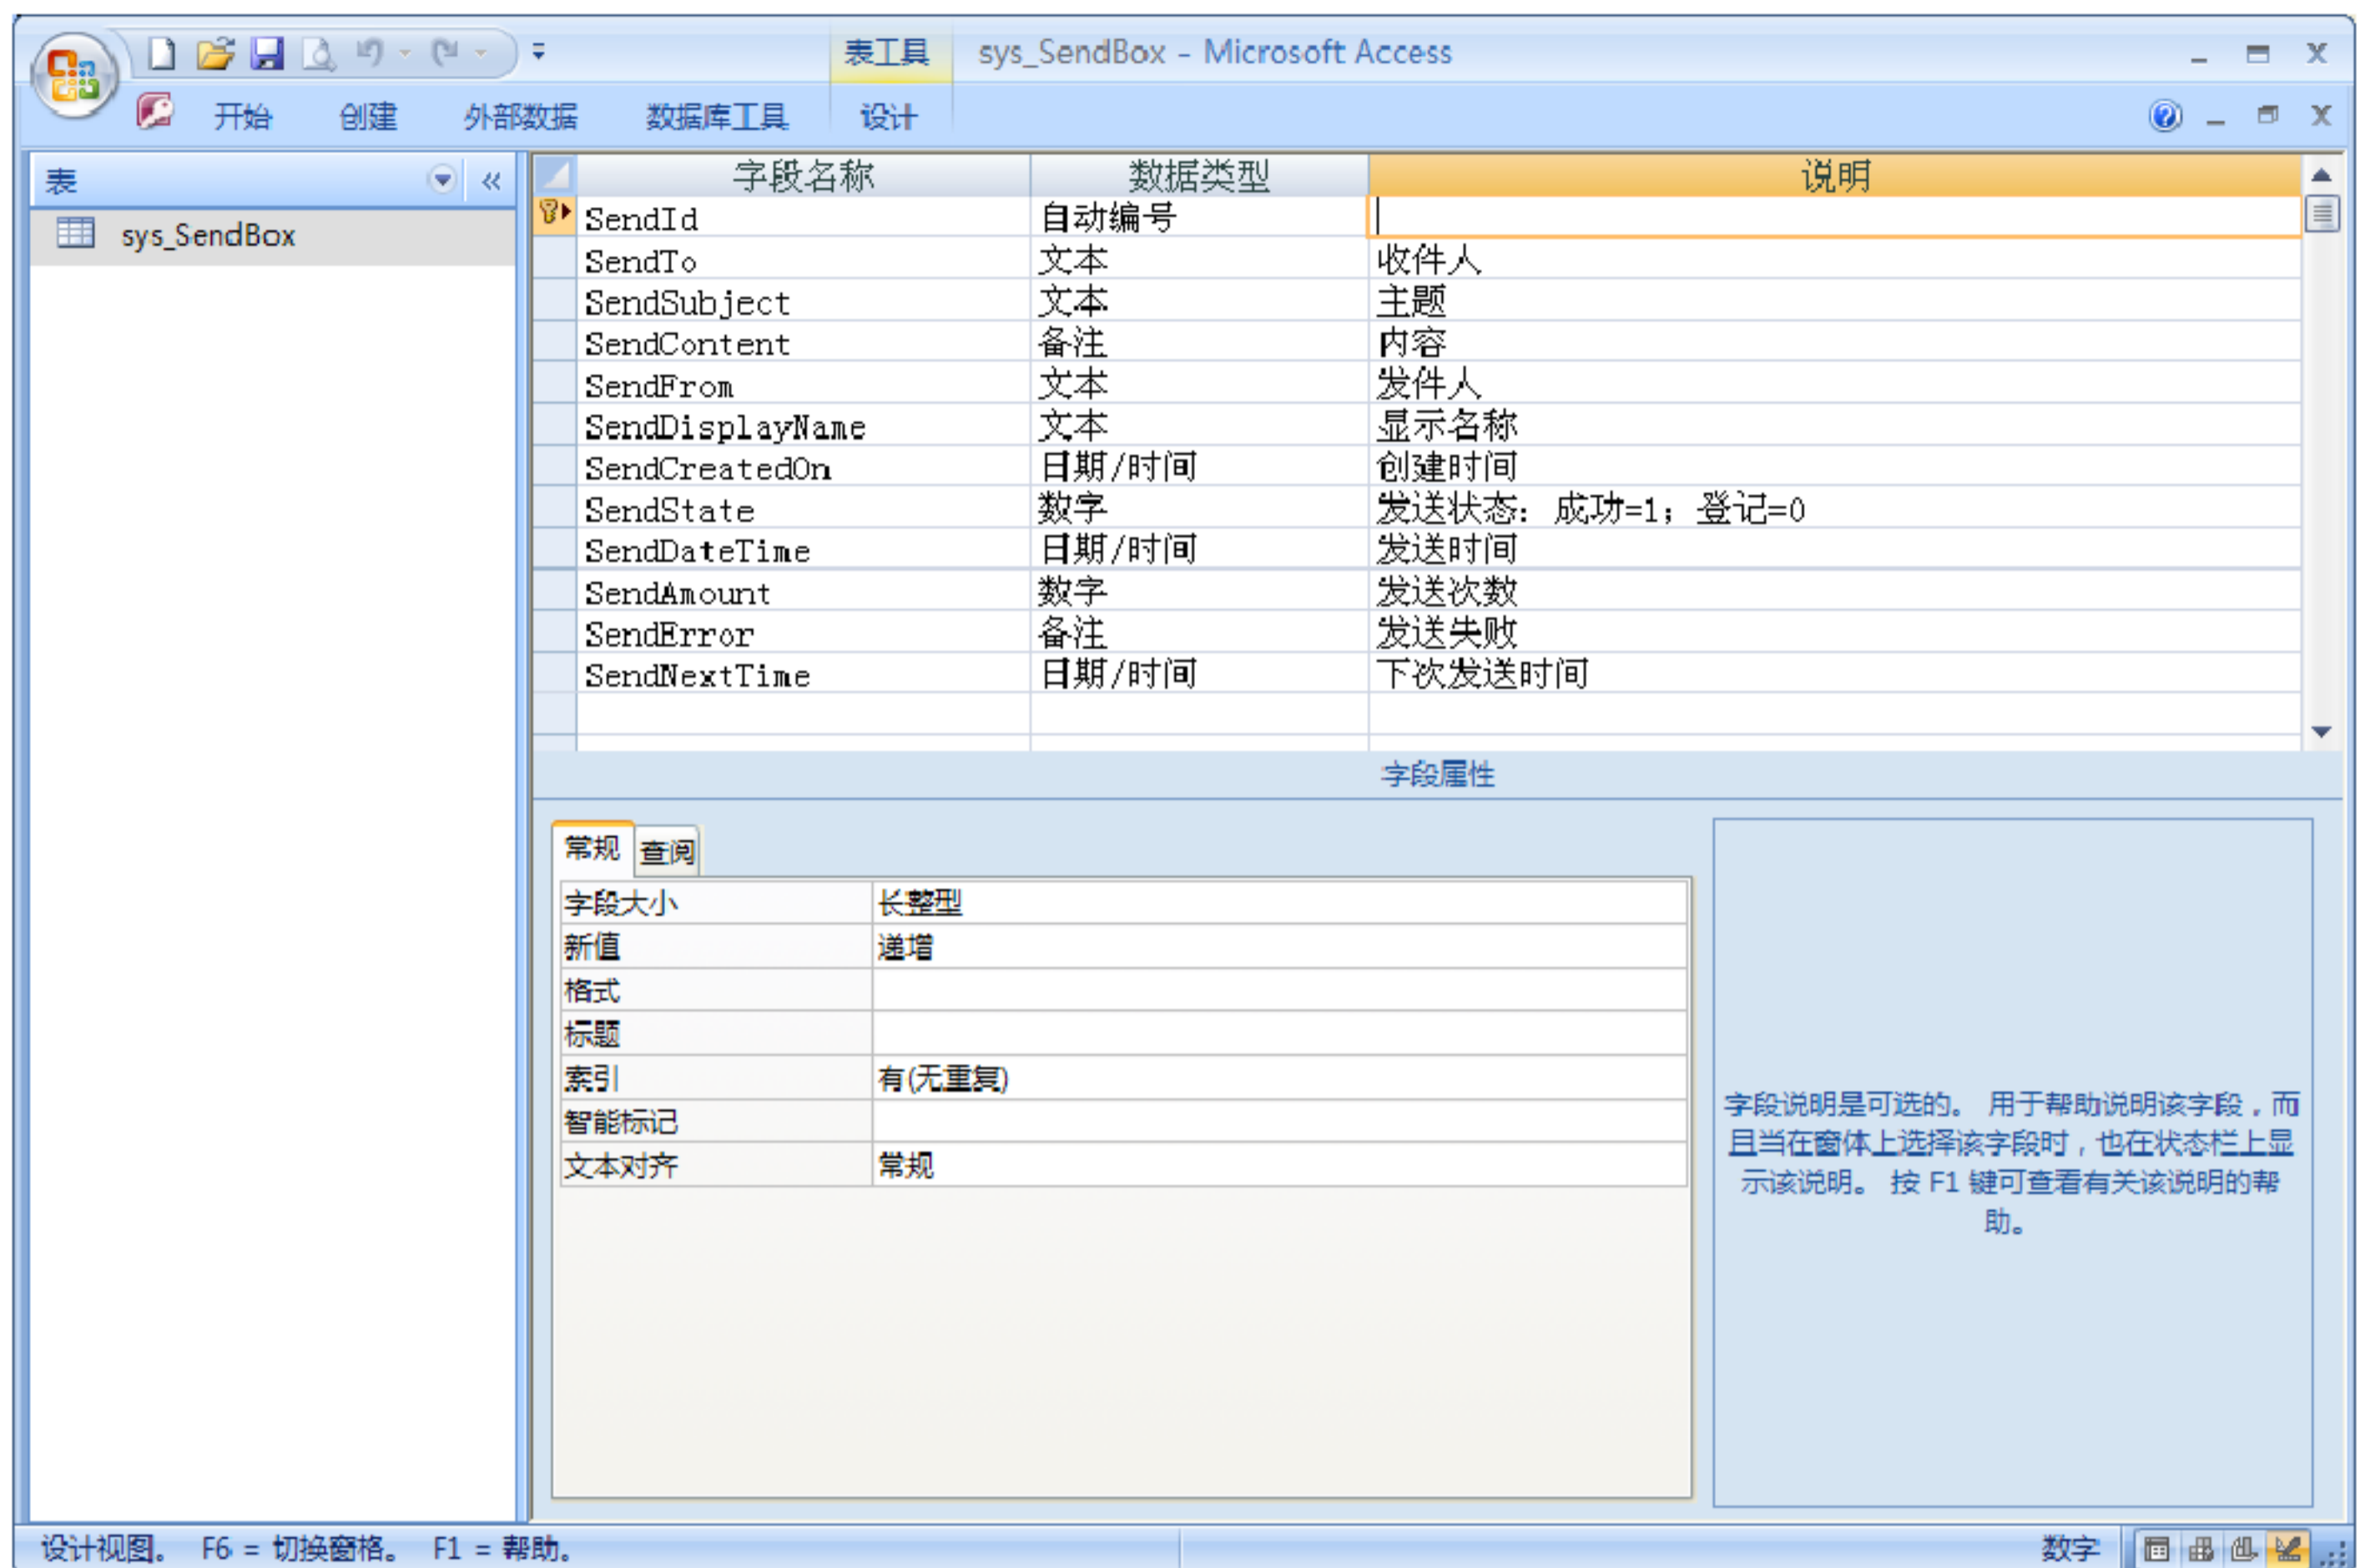 表工具 sys_SendBox - Microsoft Access
开始 创建 外部数据 数据库工具 设计
表
sys_SendBox
字段名称 数据类型 说明
SendId 自动编号
SendTo 文本 收件人
SendSubject 文本 主题
SendContent 备注 内容
SendFrom 文本 发件人
SendDisplayName 文本 显示名称
SendCreatedOn 日期/时间 创建时间
SendState 数字 发送状态：成功=1；登记=0
SendDateTime 日期/时间 发送时间
SendAmount 数字 发送次数
SendError 备注 发送失败
SendNextTime 日期/时间 下次发送时间
字段属性
常规 查阅
字段大小 长整型
新值 递增
格式
标题
索引 有(无重复)
智能标记
文本对齐 常规
字段说明是可选的。 用于帮助说明该字段，而
且当在窗体上选择该字段时，也在状态栏上显
示该说明。 按 F1 键可查看有关该说明的帮
助。
设计视图。 F6 = 切换窗格。 F1 = 帮助。 数字